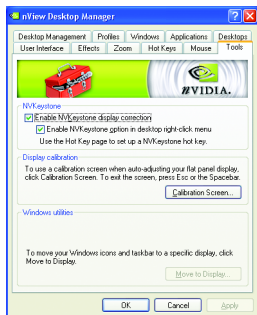 nView Desktop Manager
Desktop Management Profiles Windows Applications Desktops
User Interface Effects Zoom Hot Keys Mouse Tools
NVIDIA.
NVKeystone
Enable NVKeystone display correction
Enable NVKeystone option in desktop right-click menu
Use the Hot Key page to set up a NVKeystone hot key.
Display calibration
To use a calibration screen when auto-adjusting your flat panel display,
click Calibration Screen. To exit the screen, press Esc or the Spacebar.
Calibration Screen...
Windows utilities
To move your Windows icons and taskbar to a specific display, click
Move to Display.
Move to Display...
OK Cancel Apply